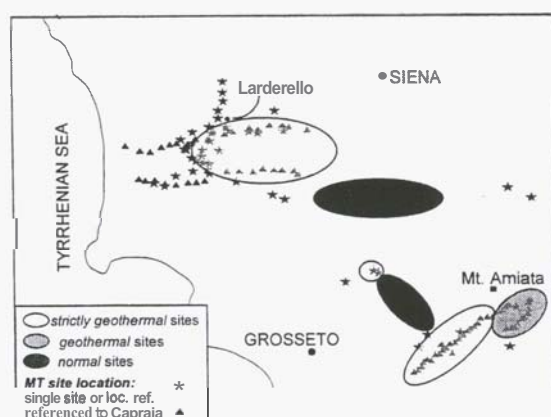 SIENA
Larderello
TYRRHENIAN SEA
Mt. Amiata
GROSSETO
strictly geothermal sites
geothermal sites
normal sites
MT site location:
single site or loc. ref.
referenced to Capraia